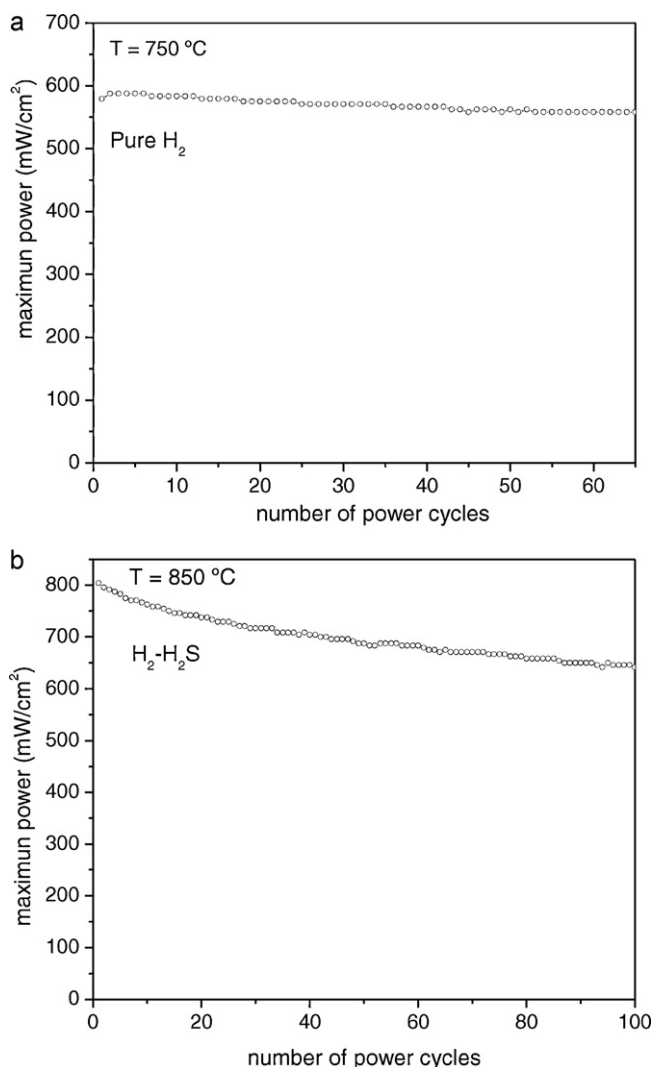 a
700
T = 750 ºC
600
500
Pure H₂
400
300
200
100
0
maximun power (mW/cm²)
0 10 20 30 40 50 60
number of power cycles
b
800
T = 850 ºC
700
H₂-H₂S
600
500
400
300
200
100
0
maximun power (mW/cm²)
0 20 40 60 80 100
number of power cycles